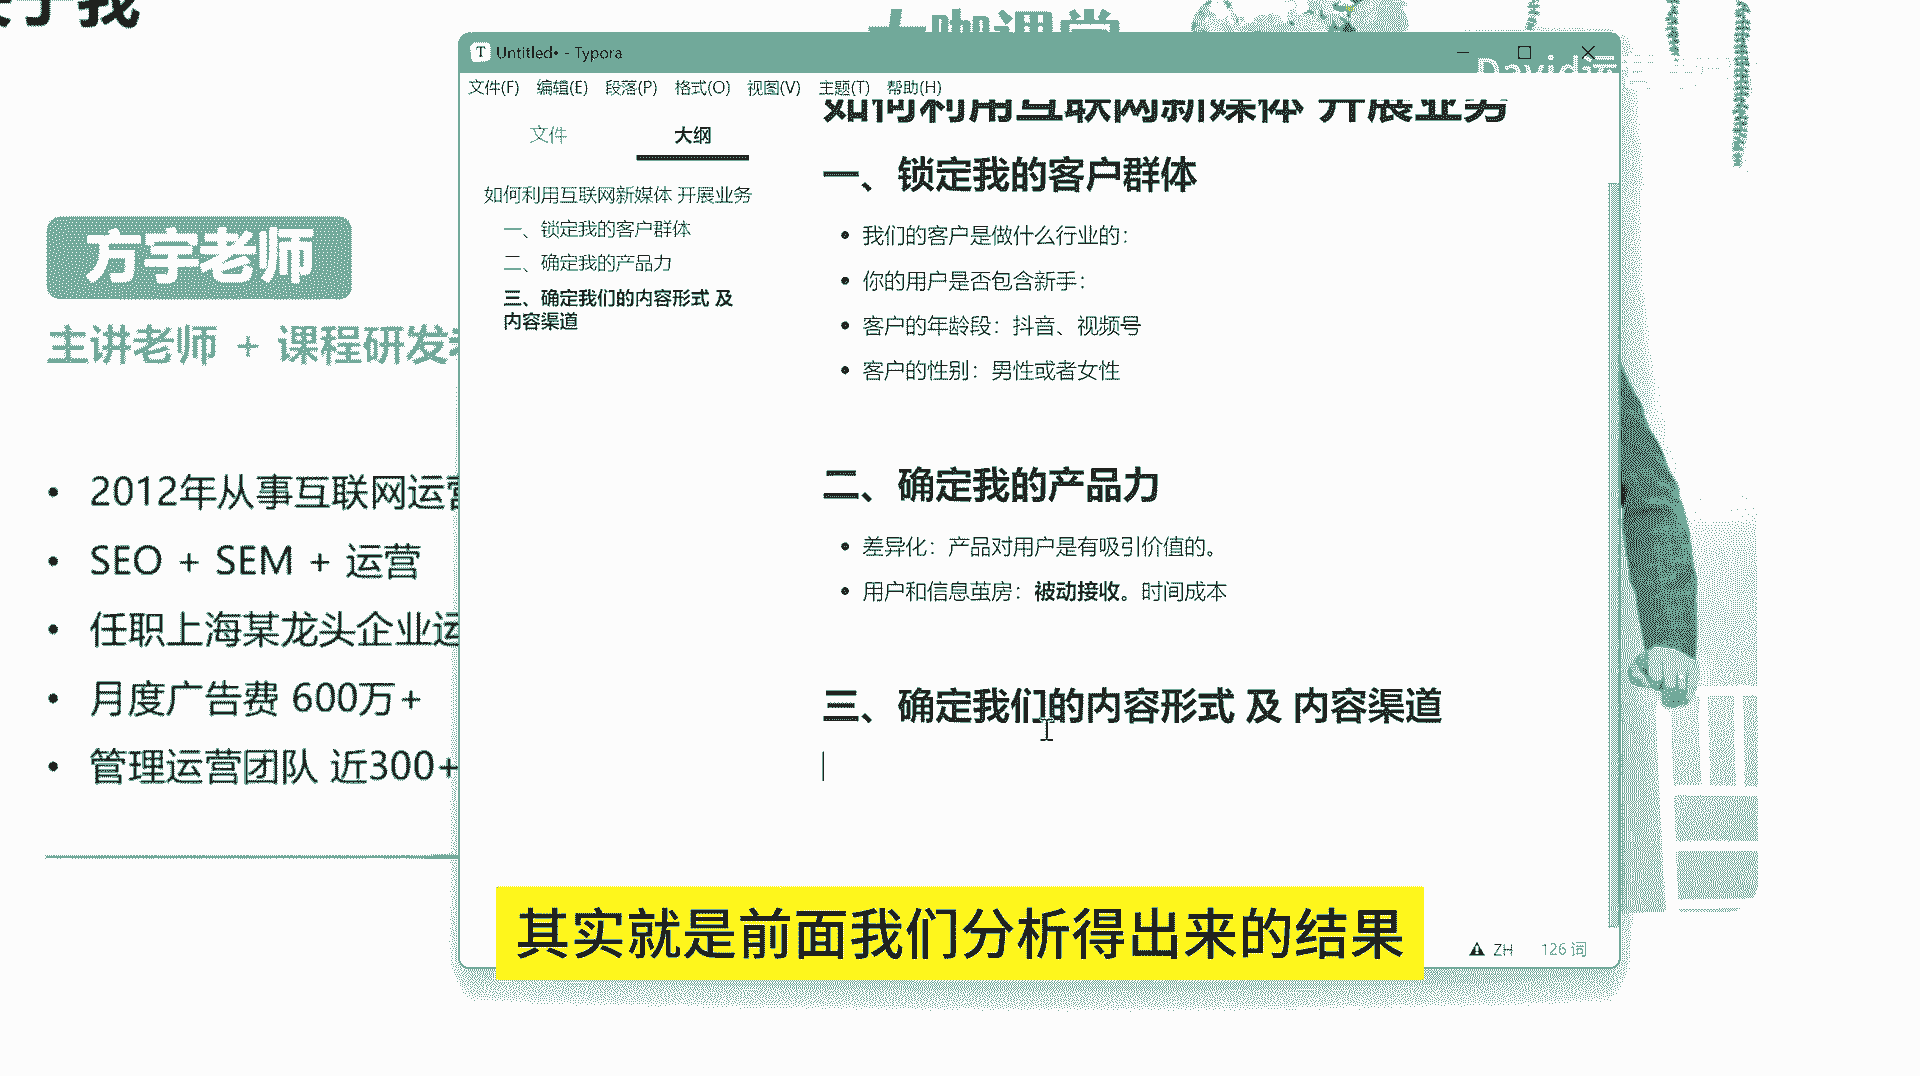 于我
大咖课堂
Untitled• - Typora
文件(F) 编辑(E) 段落(P) 格式(O) 视图(V) 主题(T) 帮助(H)
文件 大纲
如何利用互联网新媒体 开展业务
一、锁定我的客户群体
二、确定我的产品力
三、确定我们的内容形式 及
内容渠道
如何利用互联网新媒体 开展业务
一、锁定我的客户群体
• 我们的客户是做什么行业的：
• 你的用户是否包含新手：
• 客户的年龄段：抖音、视频号
• 客户的性别：男性或者女性
二、确定我的产品力
• 差异化：产品对用户是有吸引价值的。
• 用户和信息茧房：被动接收。时间成本
三、确定我们的内容形式 及 内容渠道
方宇老师
主讲老师 + 课程研发
• 2012年从事互联网运营
• SEO + SEM + 运营
• 任职上海某龙头企业运
• 月度广告费 600万+
• 管理运营团队 近300+
其实就是前面我们分析得出来的结果
ZH 126 词